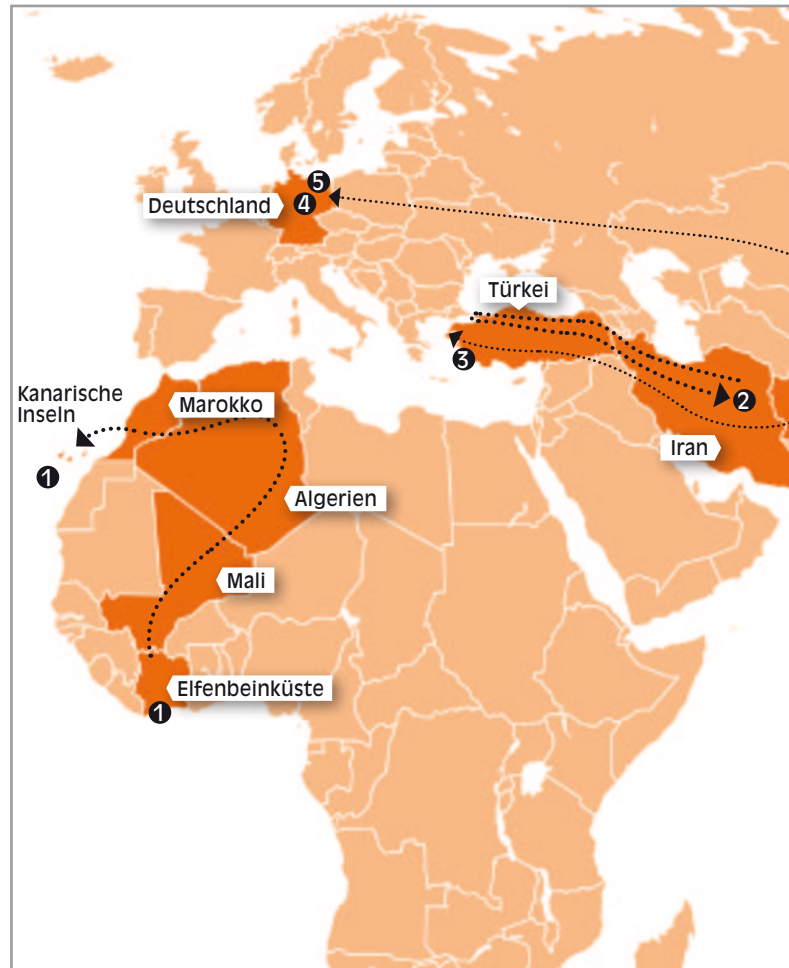 5
4
Deutschland
Türkei
3
2
Kanarische
Inseln
Marokko
Iran
1
Algerien
Mali
Elfenbeinküste
1